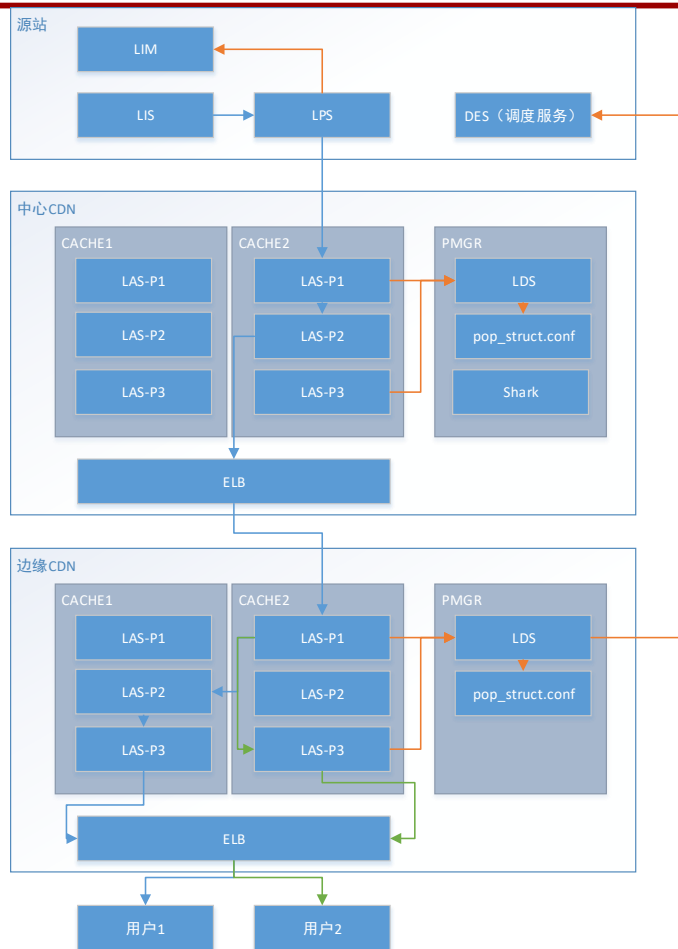 源站
LIM
LIS
LPS
DES（调度服务）
中心CDN
CACHE1
CACHE2
PMGR
LAS-P1
LAS-P1
LDS
LAS-P2
LAS-P2
pop_struct.conf
LAS-P3
LAS-P3
Shark
ELB
边缘CDN
CACHE1
CACHE2
PMGR
LAS-P1
LAS-P1
LDS
LAS-P2
LAS-P2
pop_struct.conf
LAS-P3
LAS-P3
ELB
用户1
用户2